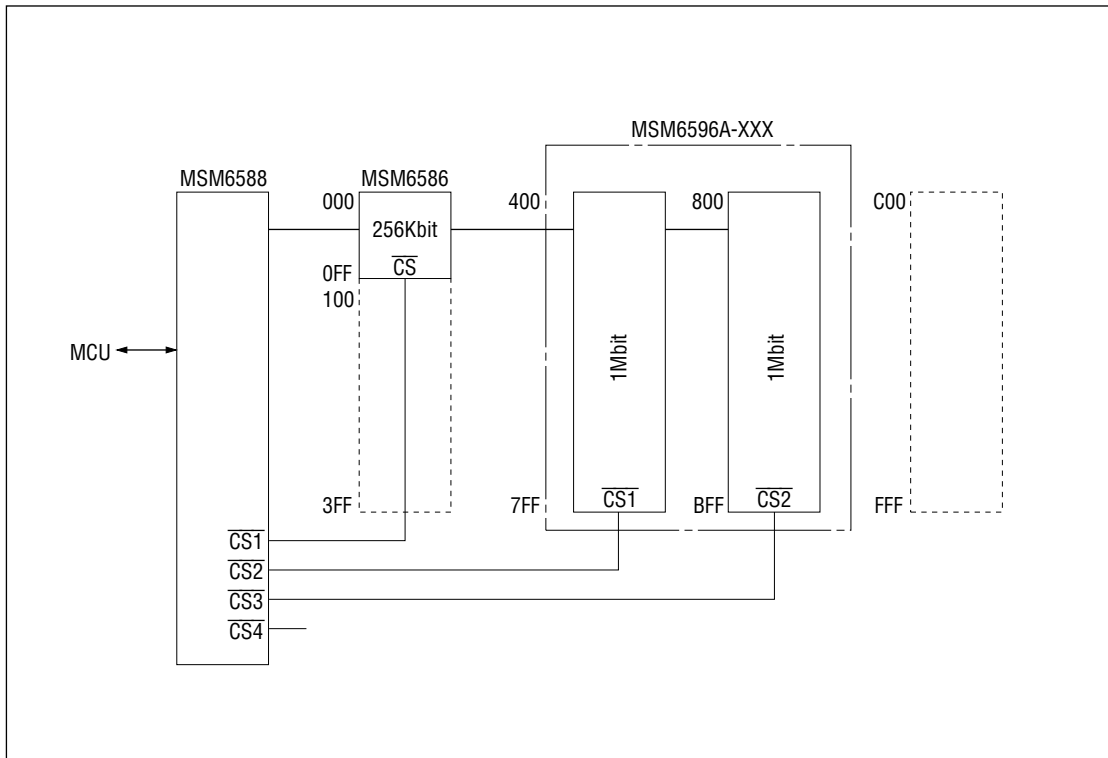 MSM6596A-XXX
MSM6588
MSM6586
000
400
800
C00
256Kbit
CS
0FF
100
MCU
1Mbit
1Mbit
3FF
7FF
CS1
BFF
CS2
FFF
CS1
CS2
CS3
CS4